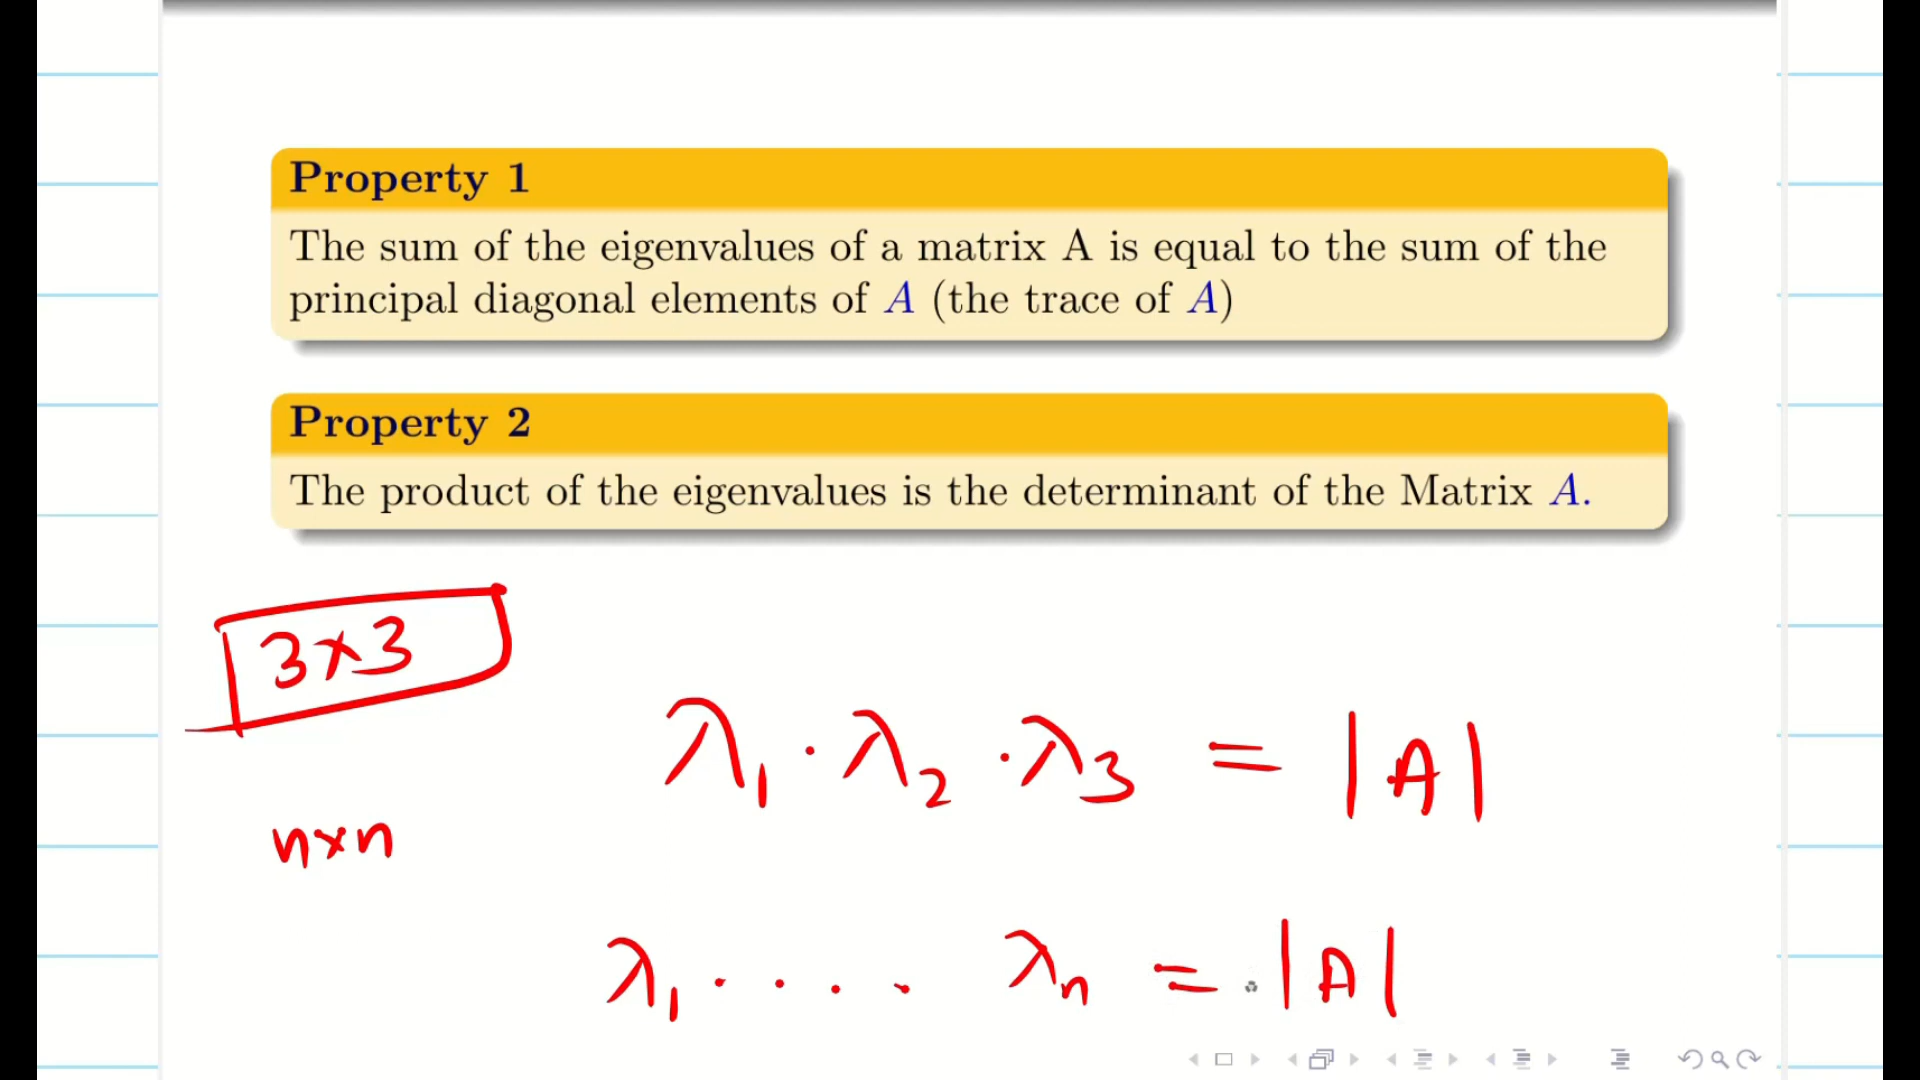 Property 1
The sum of the eigenvalues of a matrix A is equal to the sum of the
principal diagonal elements of A (the trace of A)
Property 2
The product of the eigenvalues is the determinant of the Matrix A.
3×3
λ₁ · λ₂ · λ₃ = |A|
n×n
λ₁ · · · · λₙ = |A|